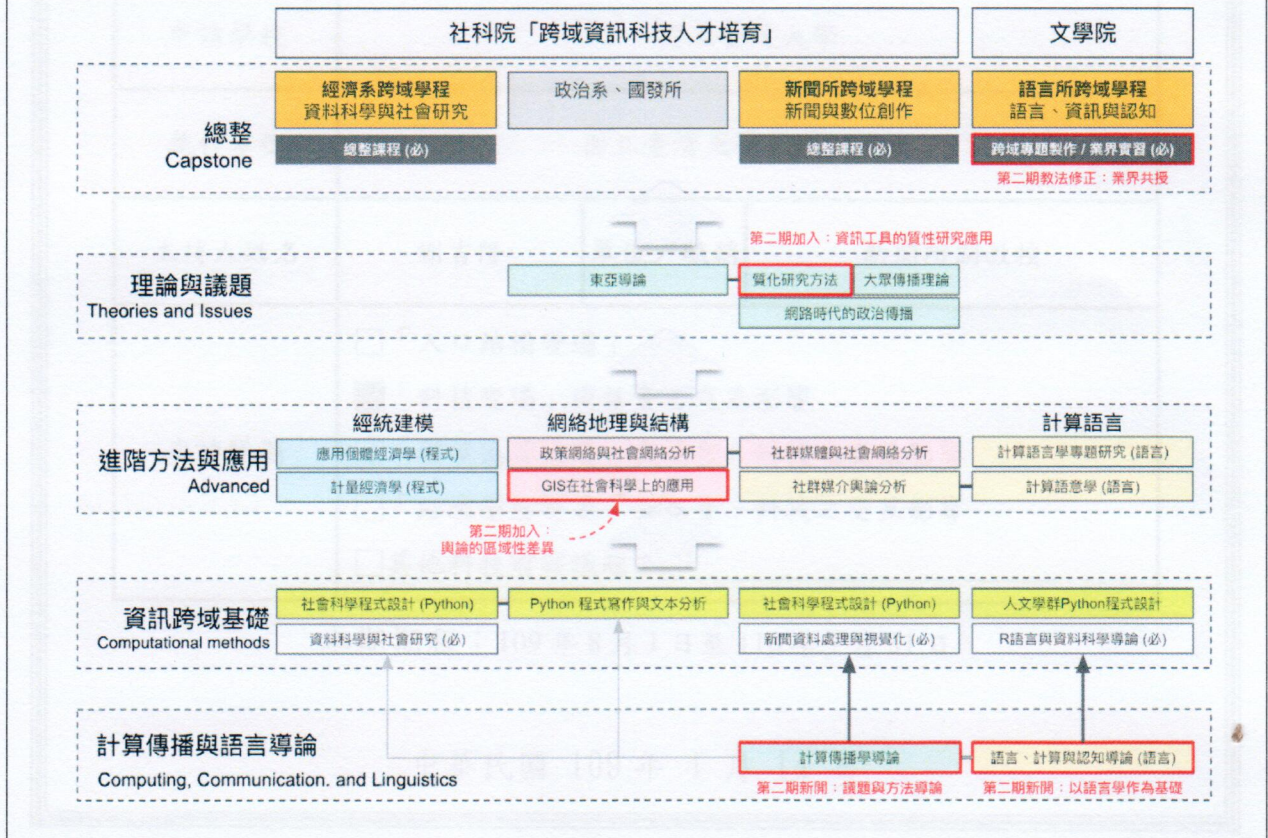 社科院「跨域資訊科技人才培育」
文學院
總整
Capstone
經濟系跨域學程
資料科學與社會研究
政治系、國發所
新聞所跨域學程
新聞與數位創作
語言所跨域學程
語言、資訊與認知
總整課程 (必)
總整課程 (必)
跨域專題製作 / 業界實習 (必)
第二期教法修正：業界共授
第二期加入：資訊工具的質性研究應用
理論與議題
Theories and Issues
東亞導論
質化研究方法
大眾傳播理論
網路時代的政治傳播
進階方法與應用
Advanced
經統建模
網絡地理與結構
計算語言
應用個體經濟學 (程式)
政策網絡與社會網絡分析
社群媒體與社會網絡分析
計算語言學專題研究 (語言)
計量經濟學 (程式)
GIS在社會科學上的應用
社群媒介輿論分析
計算語意學 (語言)
第二期加入：
輿論的區域性差異
資訊跨域基礎
Computational methods
社會科學程式設計 (Python)
Python 程式寫作與文本分析
社會科學程式設計 (Python)
人文學群Python程式設計
資料科學與社會研究 (必)
新聞資料處理與視覺化 (必)
R語言與資料科學導論 (必)
計算傳播與語言導論
Computing, Communication. and Linguistics
計算傳播學導論
語言、計算與認知導論 (語言)
第二期新開：議題與方法導論
第二期新開：以語言學作為基礎